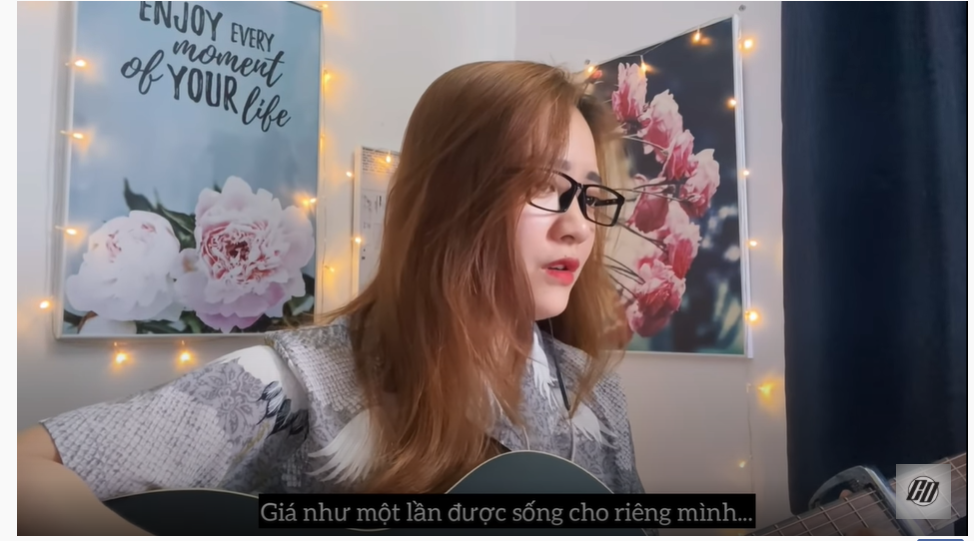 ENJOY EVERY
moment
of YOUR life
Giá như một lần được sống cho riêng mình...